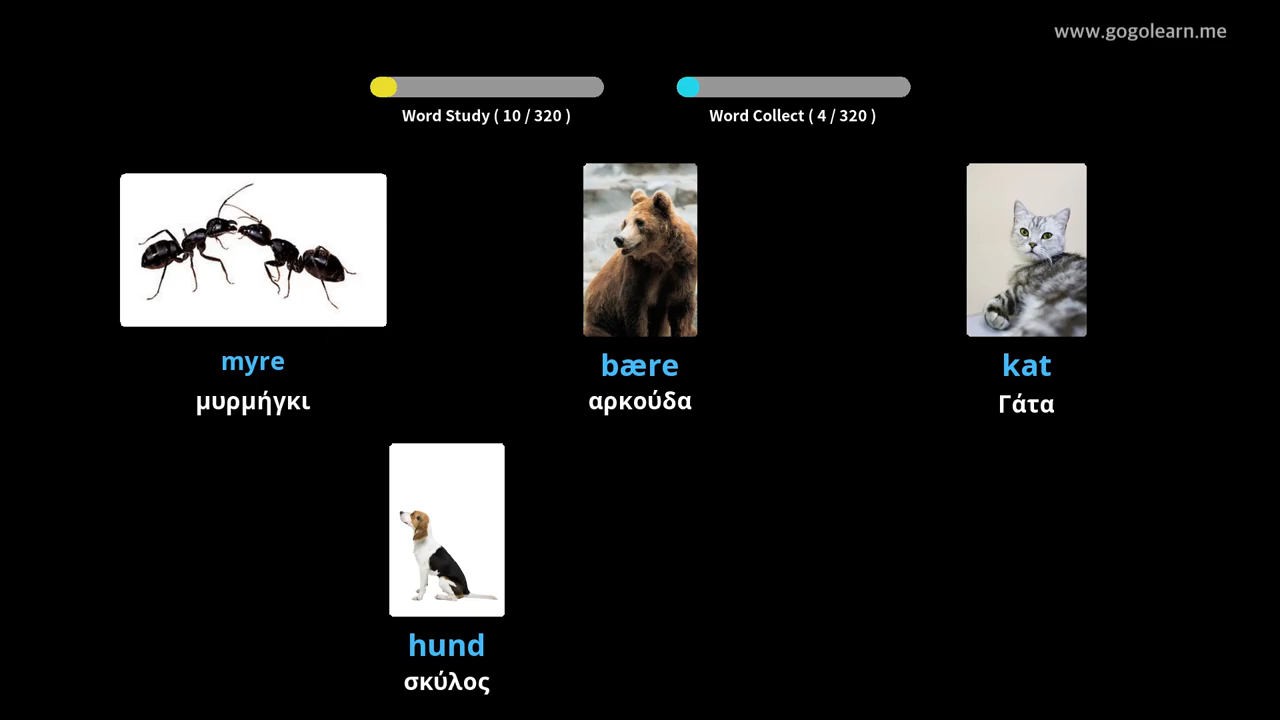 www.gogolearn.me
Word Study ( 10 / 320 )
Word Collect ( 4 / 320 )
myre
μυρμήγκι
bære
αρκούδα
kat
Γάτα
hund
σκύλος